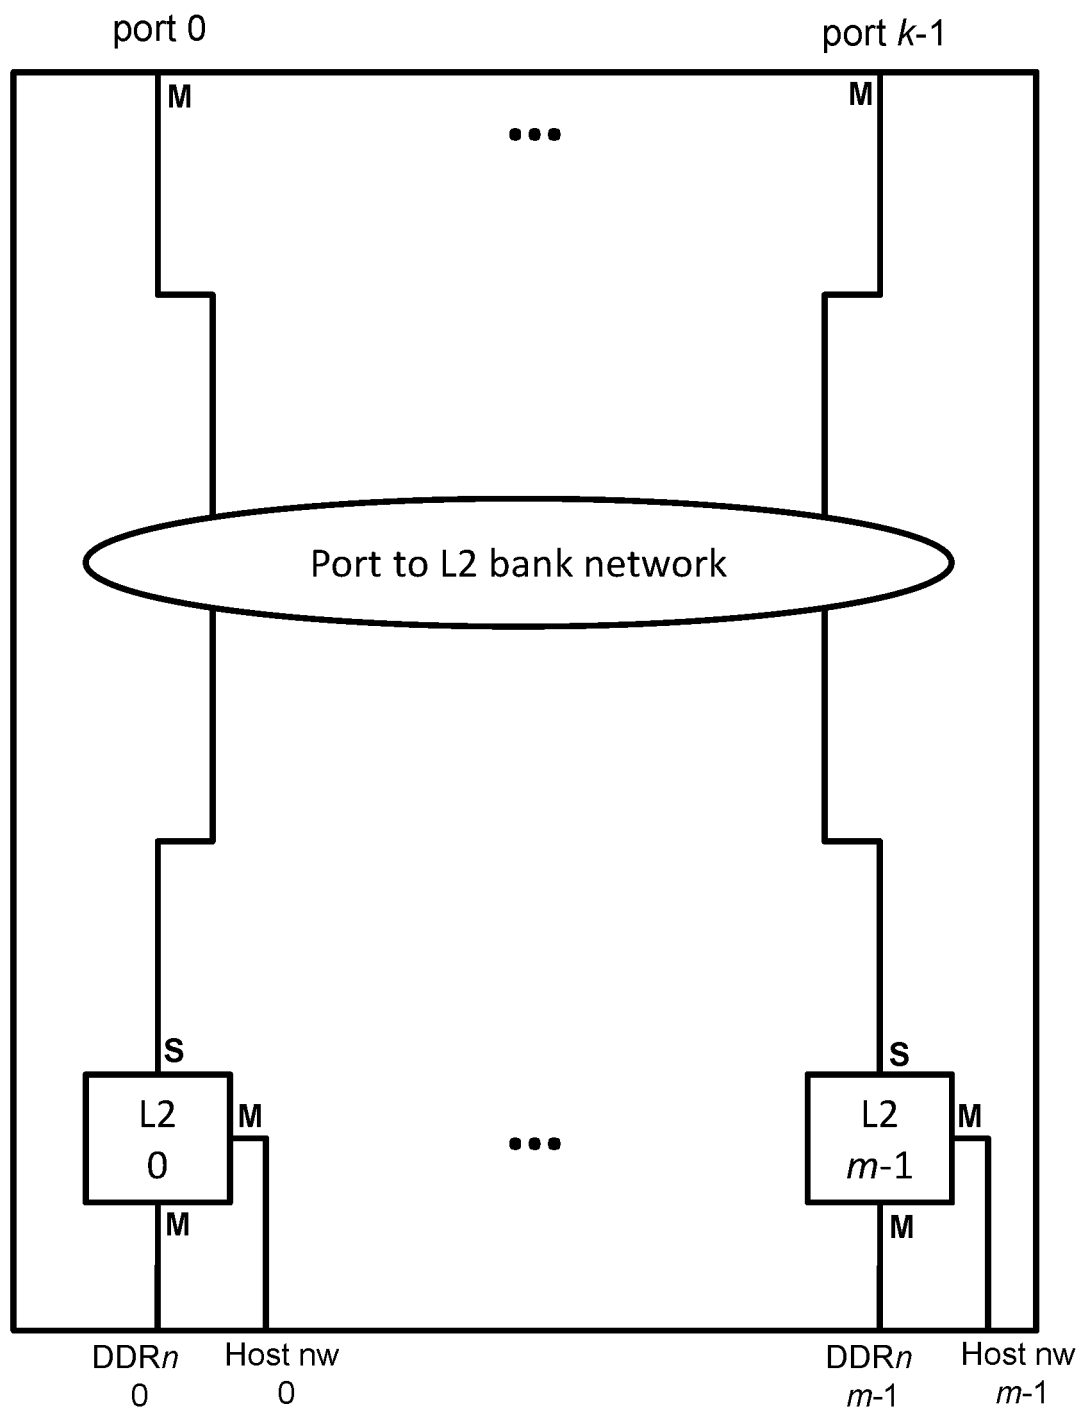 port 0
port k-1
M
M
...
Port to L2 bank network
S
S
L2
0
M
L2
m-1
M
...
M
M
DDRn
0
Host nw
0
DDRn
m-1
Host nw
m-1